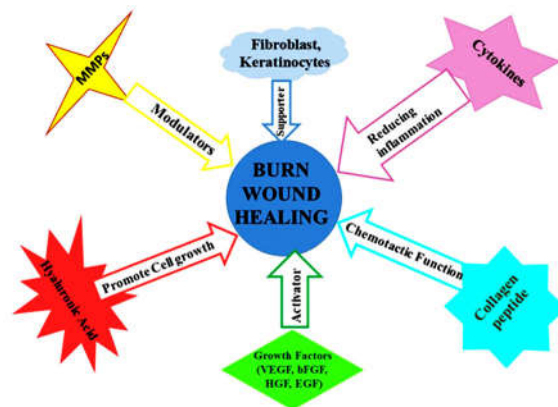 MMPs
Modulators
Fibroblast,
Keratinocytes
Supporter
Cytokines
Reducing
inflammation
BURN
WOUND
HEALING
Hyaluronic Acid
Promote Cell growth
Activator
Growth Factors
(VEGF, bFGF,
HGF, EGF)
Chemotactic Function
Collagen
peptide